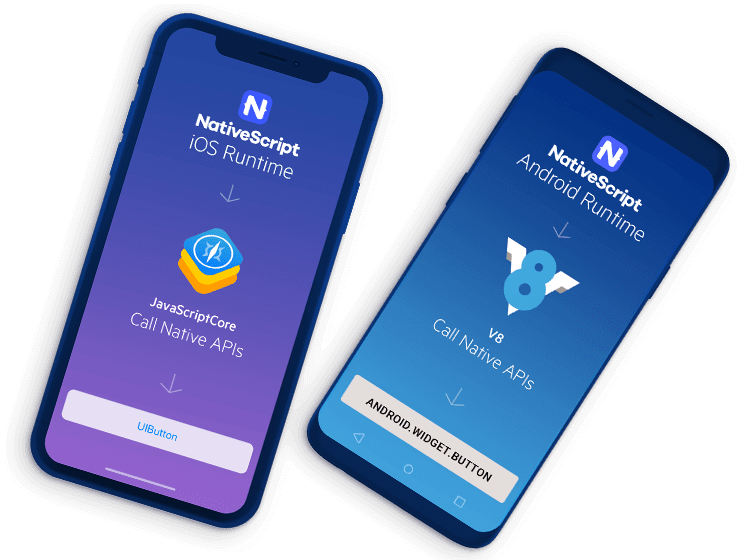 NativeScript
iOS Runtime
JavaScriptCore
Call Native APIs
UIButton
NativeScript
Android Runtime
V8
Call Native APIs
ANDROID.WIDGET.BUTTON